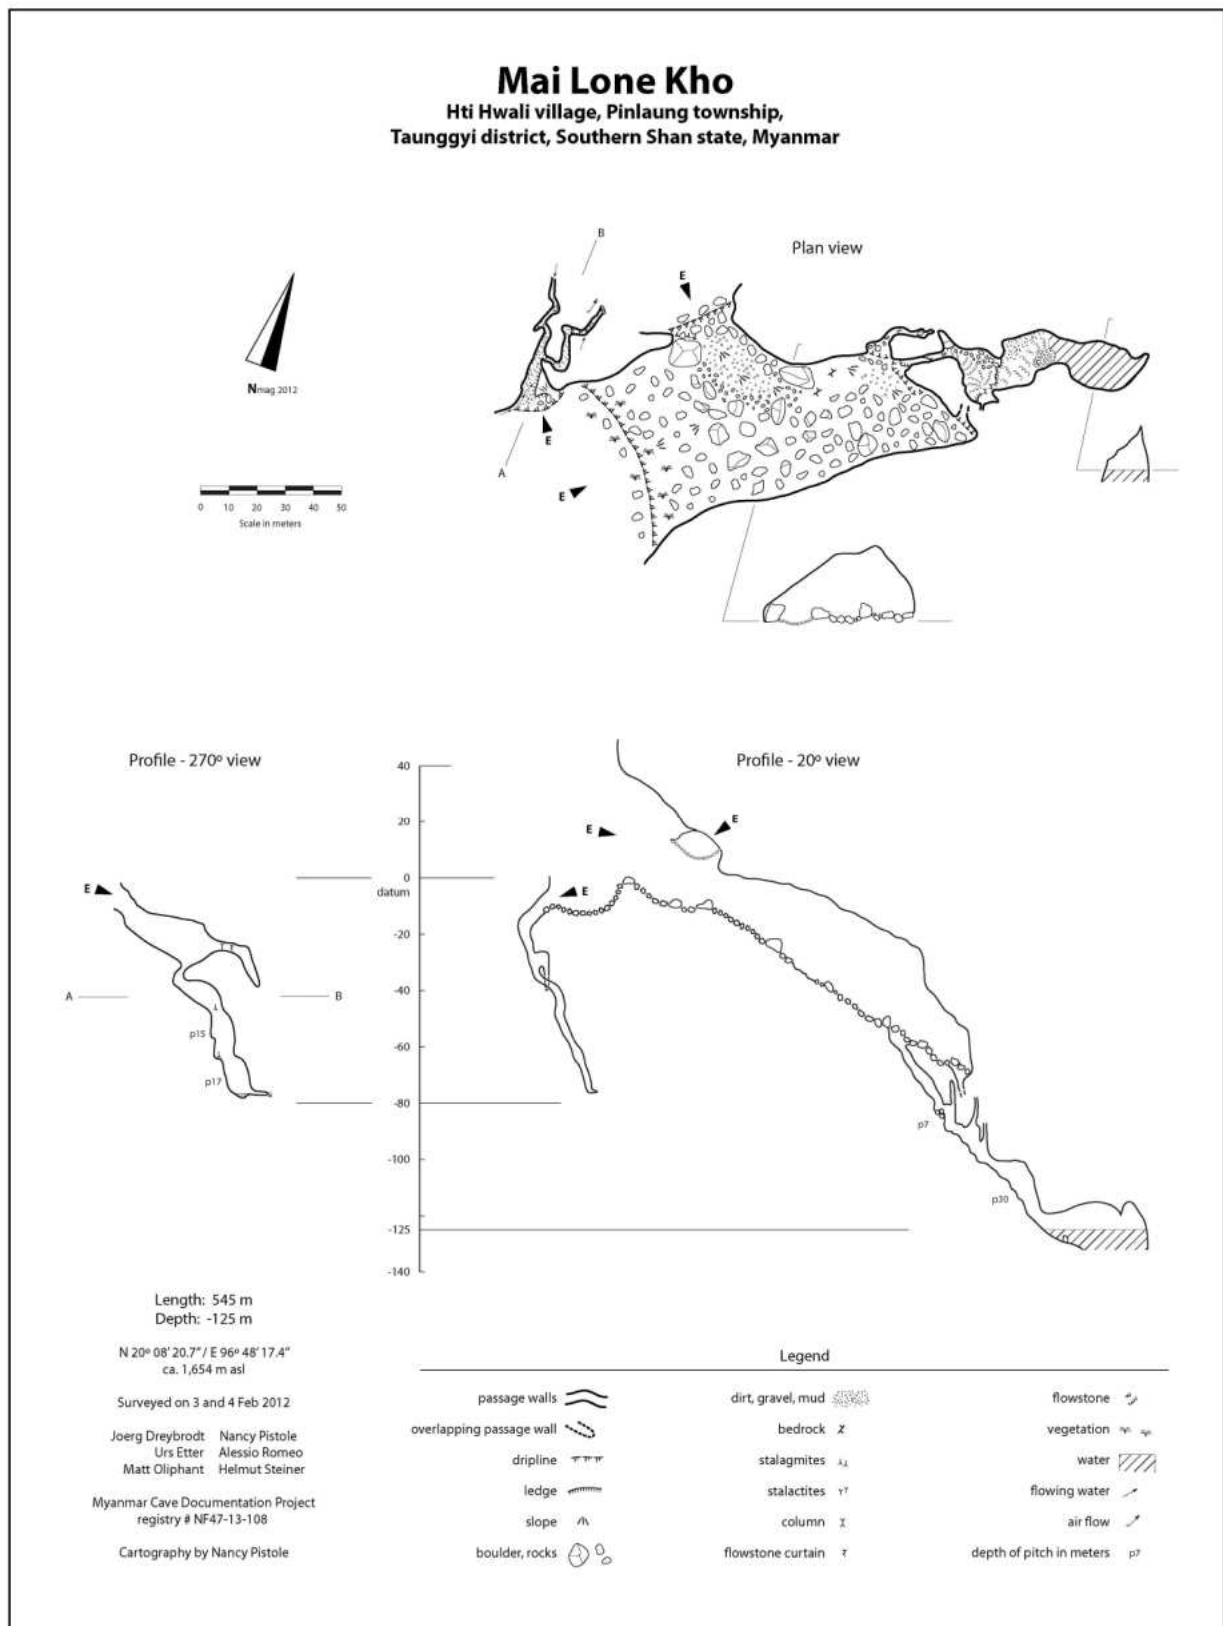 Mai Lone Kho
Hti Hwali village, Pinlaung township,
Taunggyi district, Southern Shan state, Myanmar
Plan view
B
E
Nmag 2012
A
E
E
0 10 20 30 40 50
Scale in meters
Profile - 270º view
Profile - 20º view
40
20
0
datum
-20
-40
-60
-80
-100
-125
-140
E
E
E
E
A
B
p15
p17
p7
p30
Length: 545 m
Depth: -125 m
N 20º 08' 20.7" / E 96º 48' 17.4"
ca. 1,654 m asl
Surveyed on 3 and 4 Feb 2012
Joerg Dreybrodt Nancy Pistole
Urs Etter Alessio Romeo
Matt Oliphant Helmut Steiner
Myanmar Cave Documentation Project
registry # NF47-13-108
Cartography by Nancy Pistole
Legend
passage walls
overlapping passage wall
dripline
ledge
slope
boulder, rocks
dirt, gravel, mud
bedrock
stalagmites
stalactites
column
flowstone curtain
flowstone
vegetation
water
flowing water
air flow
depth of pitch in meters p7